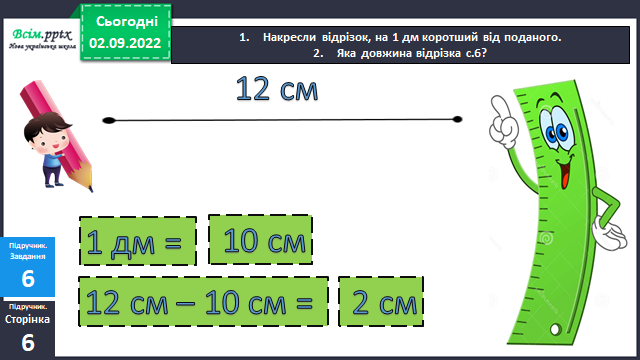 Всім.pptx
Нова українська школа
Сьогодні
02.09.2022
1. Накресли відрізок, на 1 дм коротший від поданого.
2. Яка довжина відрізка с.6?
12 см
1 дм =
10 см
12 см – 10 см =
2 см
Підручник.
Завдання
6
Підручник.
Сторінка
6